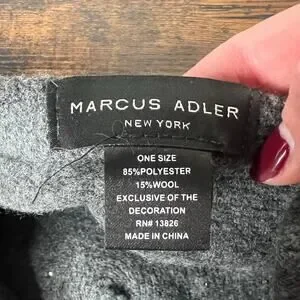 MARCUS ADLER
NEW YORK
ONE SIZE
85%POLYESTER
15%WOOL
EXCLUSIVE OF THE
DECORATION
RN# 13826
MADE IN CHINA